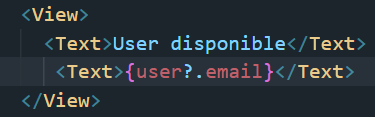 <View>
<Text>User disponible</Text>
<Text>{user?.email}</Text>
</View>